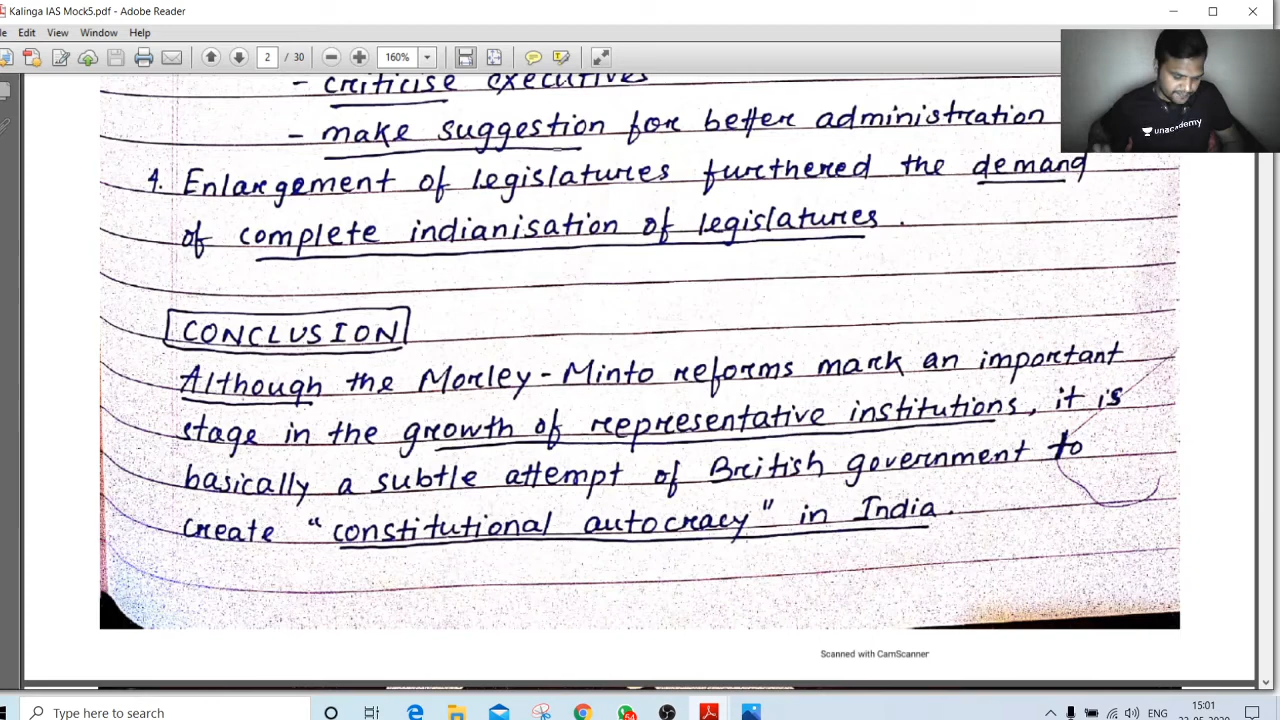 Kalinga IAS Mock5.pdf - Adobe Reader
Edit View Window Help
2 / 30 160%
- criticise executives
- make suggestion for better administration
unacademy
4. Enlargement of legislatures furthered the demand
of complete indianisation of legislatures.
CONCLUSION
Although the Morley-Minto reforms mark an important
stage in the growth of representative institutions, it is
basically a subtle attempt of British government to
create "constitutional autocracy" in India.
Scanned with CamScanner
Type here to search
ENG
15:01